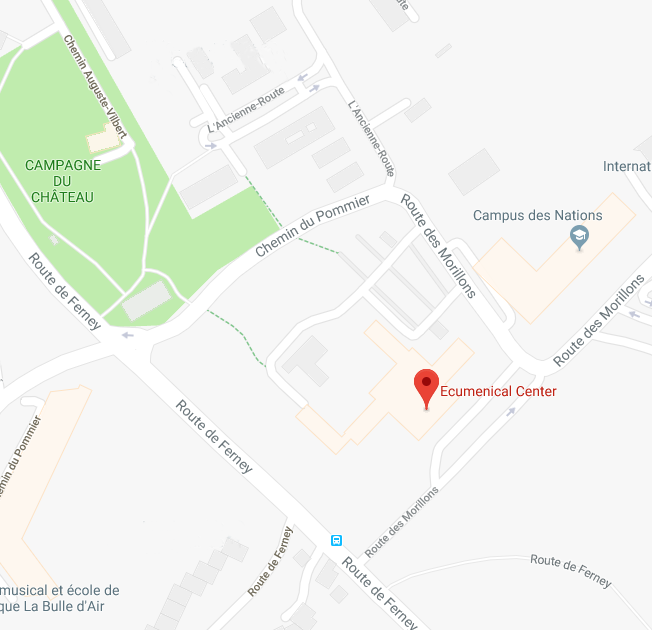 Chemin Auguste-Vilbert
L'Ancienne-Route
L'Ancienne-Route
Internat
CAMPAGNE
DU
CHÂTEAU
Chemin du Pommier
Route des Morillons
Campus des Nations
Route de Ferney
Route des Morillons
Ecumenical Center
Route de Ferney
emin du Pommier
Route des Morillons
Route de Ferney
Route de Ferney
Route de Ferney
musical et école de
que La Bulle d'Air